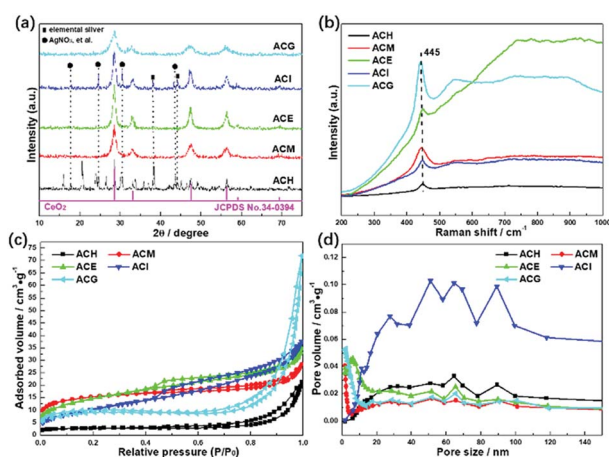 (a)
■ elemental silver
● AgNO₃, et al.
ACG
ACI
ACE
ACM
ACH
CeO₂
JCPDS No.34-0394
10 20 30 40 50 60 70
2θ / degree
Intensity (a.u.)
(b)
445
ACH
ACM
ACE
ACI
ACG
200 300 400 500 600 700 800 900 1000
Raman shift / cm⁻¹
Intensity (a.u.)
(c)
ACH ACM
ACE ACI
ACG
75
70
65
60
55
50
45
40
35
30
25
20
15
10
5
0
0.0 0.2 0.4 0.6 0.8 1.0
Relative pressure (P/P₀)
Adsorbed volume / cm³•g⁻¹
(d)
ACH ACM
ACE ACI
ACG
0.12
0.10
0.08
0.06
0.04
0.02
0.00
0 20 40 60 80 100 120 140
Pore size / nm
Pore volume / cm³•g⁻¹